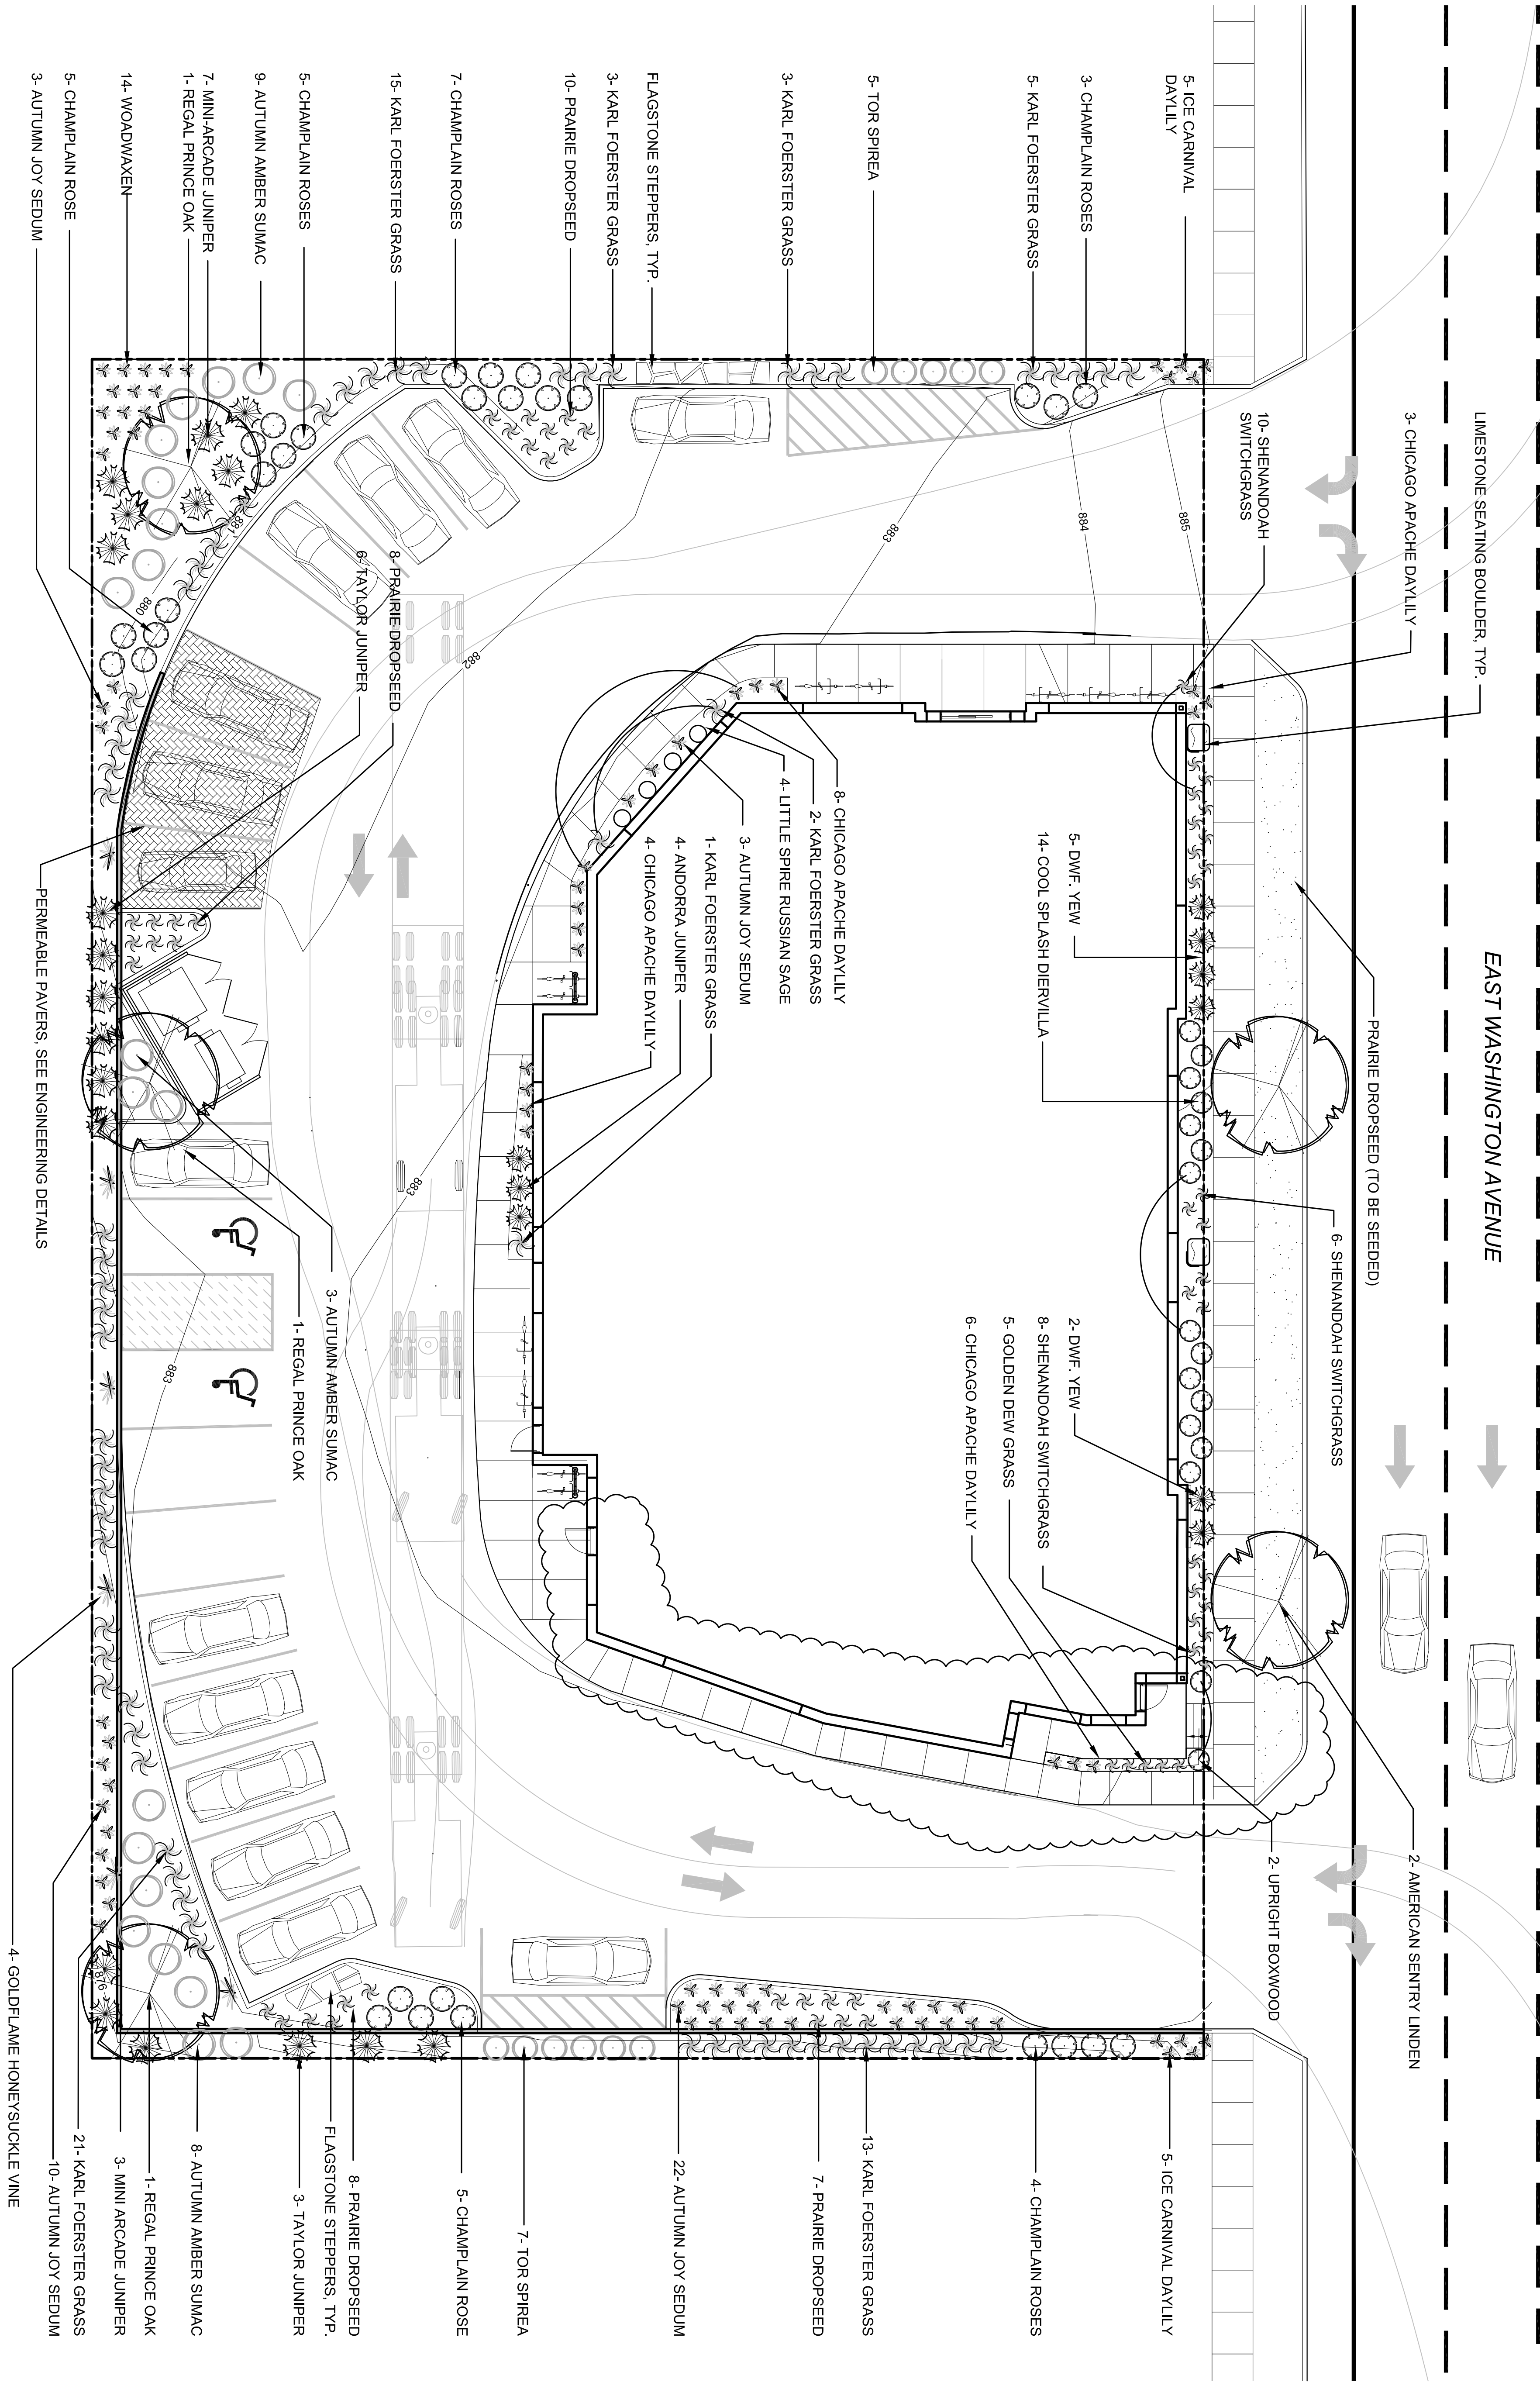 EAST WASHINGTON AVENUE
LIMESTONE SEATING BOULDER, TYP.
3- CHICAGO APACHE DAYLILY
10- SHENANDOAH
SWITCHGRASS
PRAIRIE DROPSEED (TO BE SEEDED)
6- SHENANDOAH SWITCHGRASS
2- AMERICAN SENTRY LINDEN
2- UPRIGHT BOXWOOD
5- ICE CARNIVAL
DAYLILY
3- CHAMPLAIN ROSES
5- KARL FOERSTER GRASS
5- TOR SPIREA
3- KARL FOERSTER GRASS
FLAGSTONE STEPPERS, TYP.
3- KARL FOERSTER GRASS
10- PRAIRIE DROPSEED
7- CHAMPLAIN ROSES
15- KARL FOERSTER GRASS
5- CHAMPLAIN ROSES
9- AUTUMN AMBER SUMAC
7- MINI-ARCADE JUNIPER
1- REGAL PRINCE OAK
14- WOADWAXEN
5- CHAMPLAIN ROSE
3- AUTUMN JOY SEDUM
885
884
883
882
881
880
883
883
876
5- DWF. YEW
14- COOL SPLASH DIERVILLA
8- CHICAGO APACHE DAYLILY
2- KARL FOERSTER GRASS
4- LITTLE SPIRE RUSSIAN SAGE
3- AUTUMN JOY SEDUM
1- KARL FOERSTER GRASS
4- ANDORRA JUNIPER
4- CHICAGO APACHE DAYLILY
2- DWF. YEW
8- SHENANDOAH SWITCHGRASS
5- GOLDEN DEW GRASS
6- CHICAGO APACHE DAYLILY
8- PRAIRIE DROPSEED
6- TAYLOR JUNIPER
3- AUTUMN AMBER SUMAC
1- REGAL PRINCE OAK
PERMEABLE PAVERS, SEE ENGINEERING DETAILS
5- ICE CARNIVAL DAYLILY
4- CHAMPLAIN ROSES
13- KARL FOERSTER GRASS
7- PRAIRIE DROPSEED
22- AUTUMN JOY SEDUM
7- TOR SPIREA
5- CHAMPLAIN ROSE
8- PRAIRIE DROPSEED
FLAGSTONE STEPPERS, TYP.
3- TAYLOR JUNIPER
8- AUTUMN AMBER SUMAC
1- REGAL PRINCE OAK
3- MINI ARCADE JUNIPER
21- KARL FOERSTER GRASS
10- AUTUMN JOY SEDUM
4- GOLDFLAME HONEYSUCKLE VINE